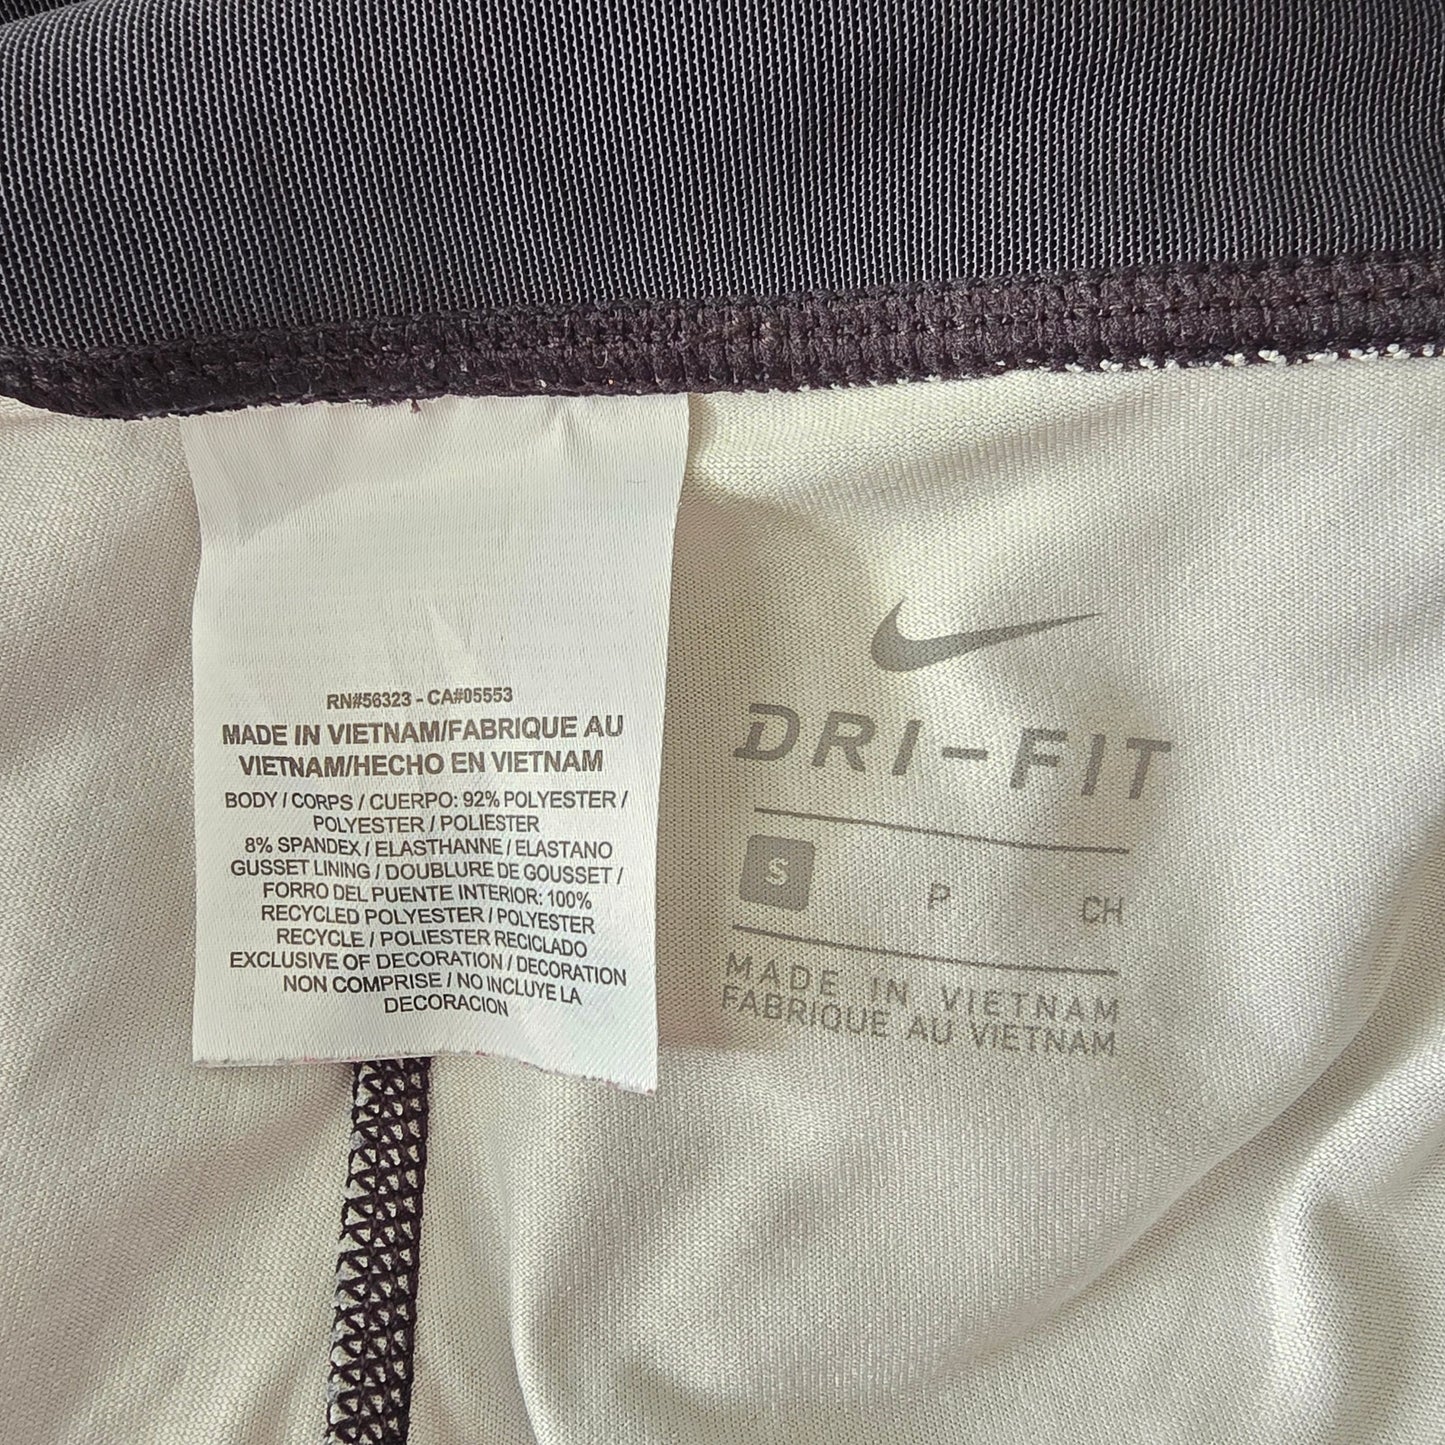 RN#56323 - CA#05553
MADE IN VIETNAM/FABRIQUE AU
VIETNAM/HECHO EN VIETNAM
BODY / CORPS / CUERPO: 92% POLYESTER /
POLYESTER / POLIESTER
8% SPANDEX / ELASTHANNE / ELASTANO
GUSSET LINING / DOUBLURE DE GOUSSET /
FORRO DEL PUENTE INTERIOR: 100%
RECYCLED POLYESTER / POLYESTER
RECYCLE / POLIESTER RECICLADO
EXCLUSIVE OF DECORATION / DECORATION
NON COMPRISE / NO INCLUYE LA
DECORACION
DRI-FIT
S P CH
MADE IN VIETNAM
FABRIQUE AU VIETNAM